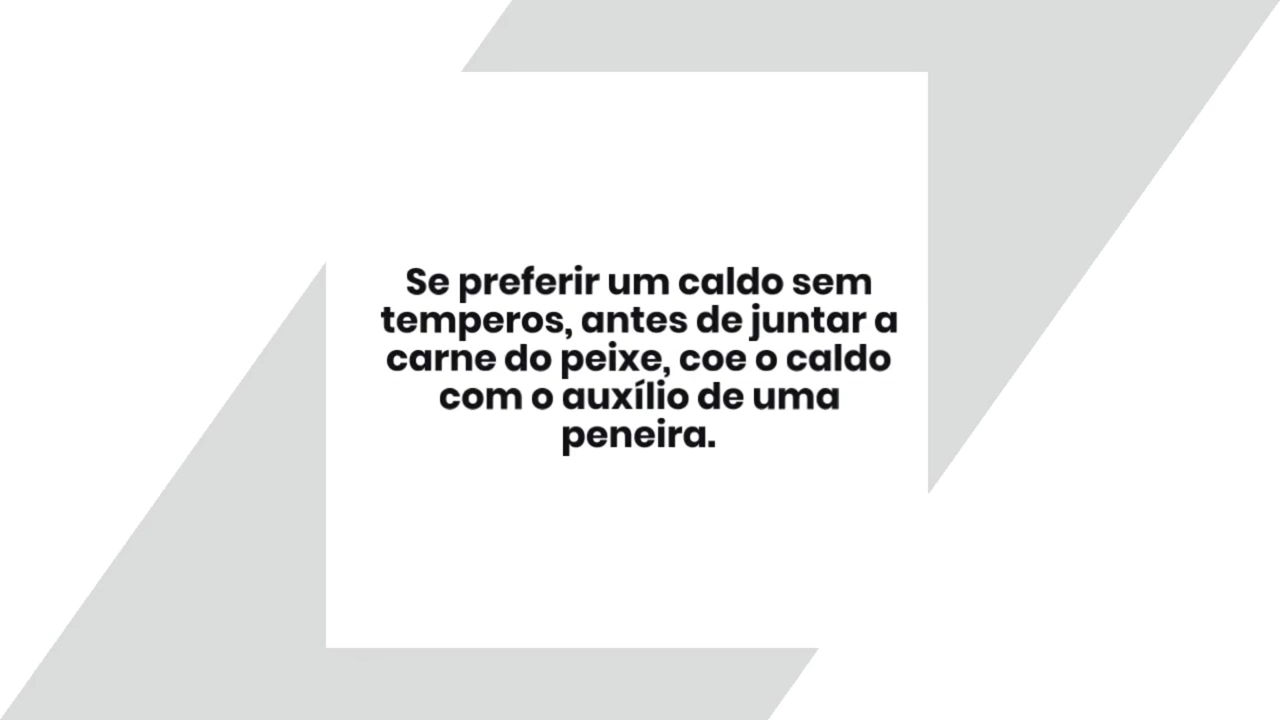 Se preferir um caldo sem
temperos, antes de juntar a
carne do peixe, coe o caldo
com o auxílio de uma
peneira.